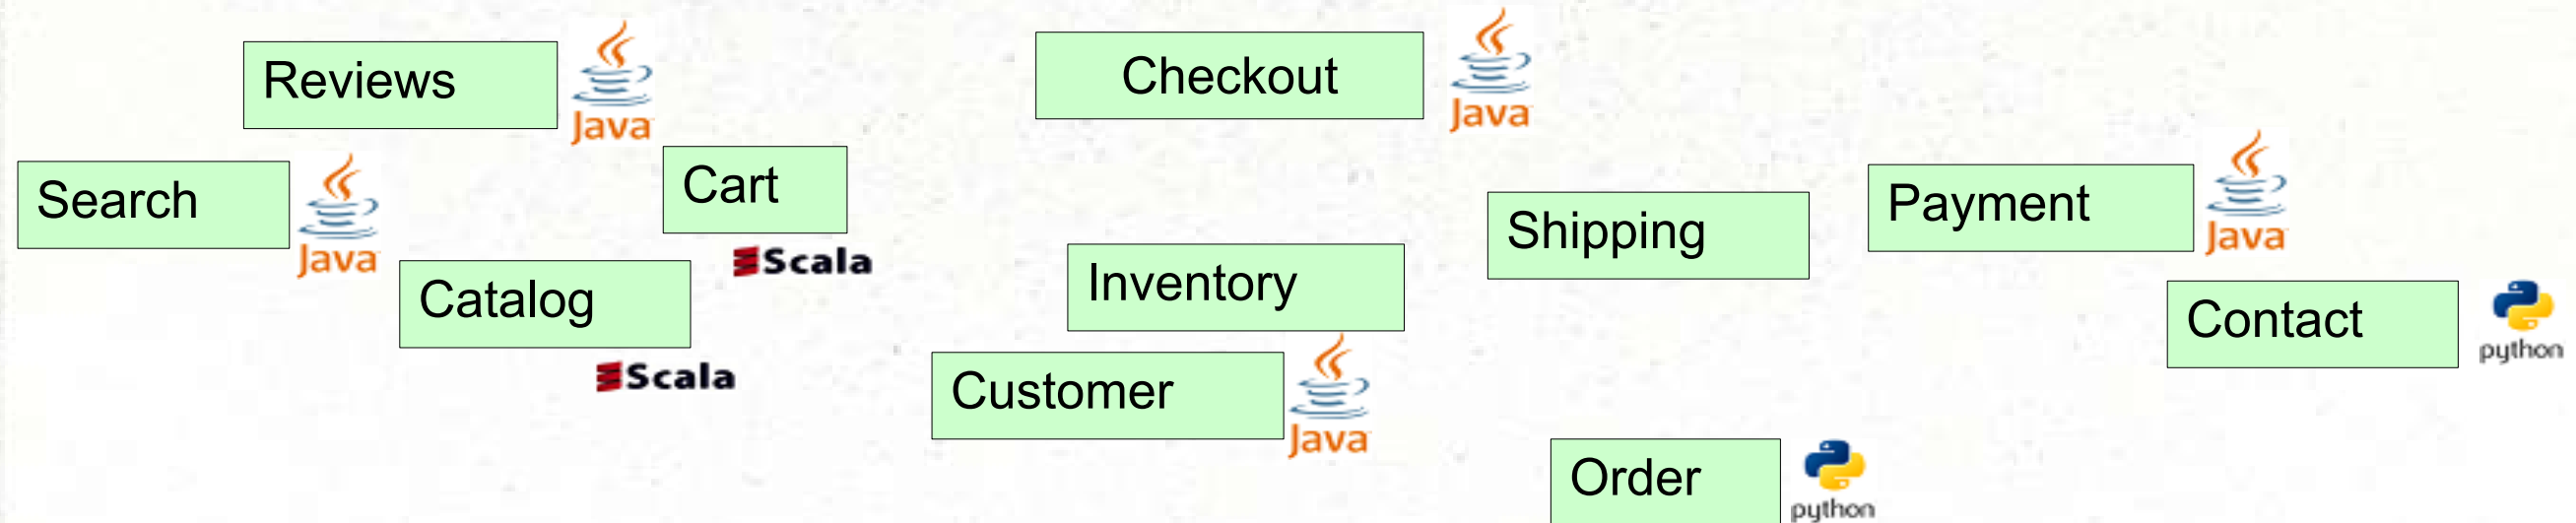 Reviews
Java
Checkout
Java
Search
Java
Cart
Scala
Shipping
Payment
Java
Catalog
Scala
Inventory
Contact
python
Customer
Java
Order
python